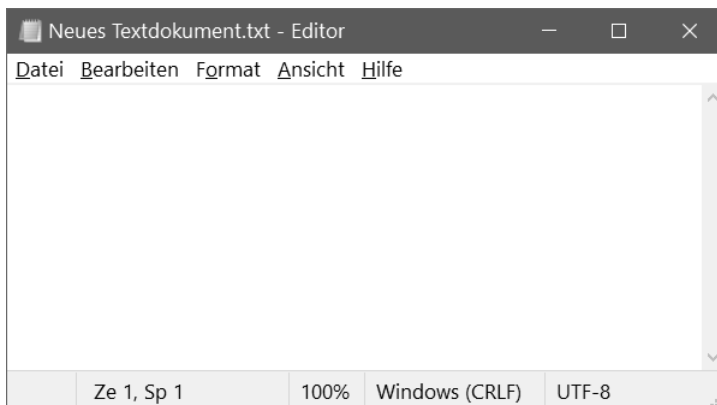 Neues Textdokument.txt - Editor
Datei Bearbeiten Format Ansicht Hilfe
Ze 1, Sp 1 100% Windows (CRLF) UTF-8